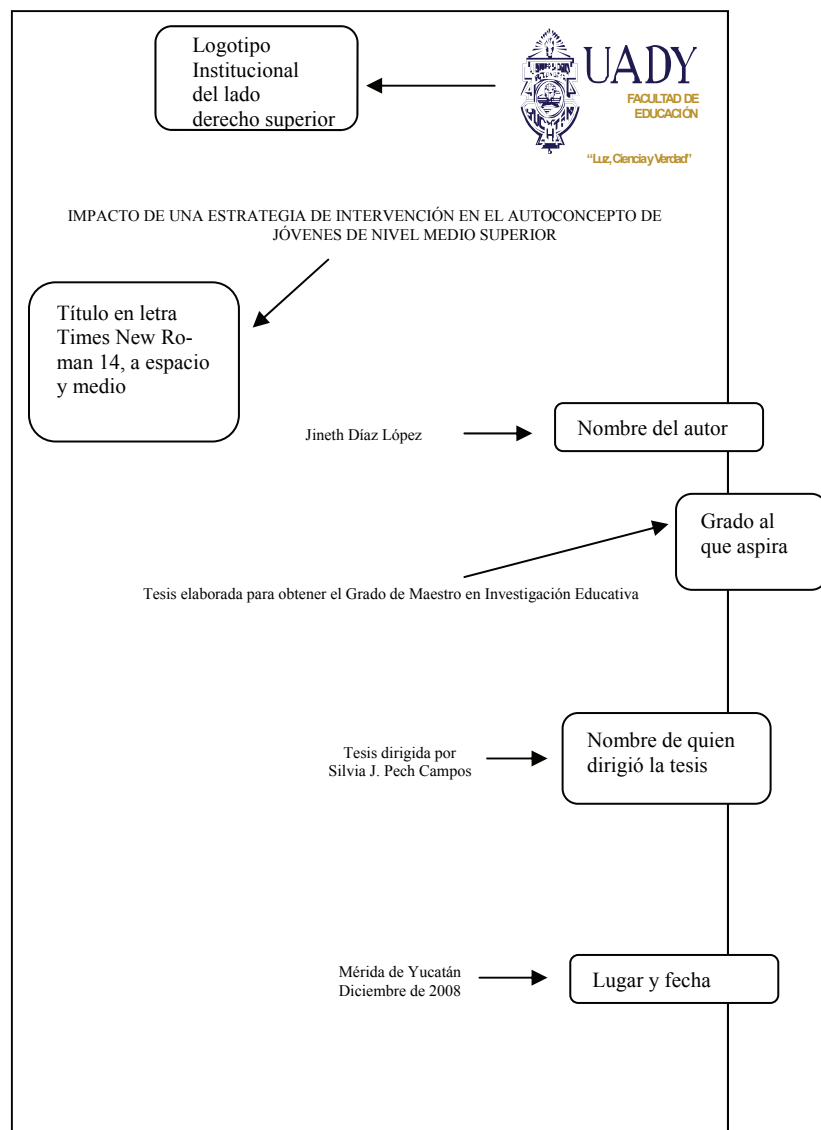 Logotipo
Institucional
del lado
derecho superior
UADY
FACULTAD DE
EDUCACIÓN
"Luz, Ciencia y Verdad"
IMPACTO DE UNA ESTRATEGIA DE INTERVENCIÓN EN EL AUTOCONCEPTO DE
JÓVENES DE NIVEL MEDIO SUPERIOR
Título en letra
Times New Ro-
man 14, a espacio
y medio
Jineth Díaz López
Nombre del autor
Grado al
que aspira
Tesis elaborada para obtener el Grado de Maestro en Investigación Educativa
Tesis dirigida por
Silvia J. Pech Campos
Nombre de quien
dirigió la tesis
Mérida de Yucatán
Diciembre de 2008
Lugar y fecha